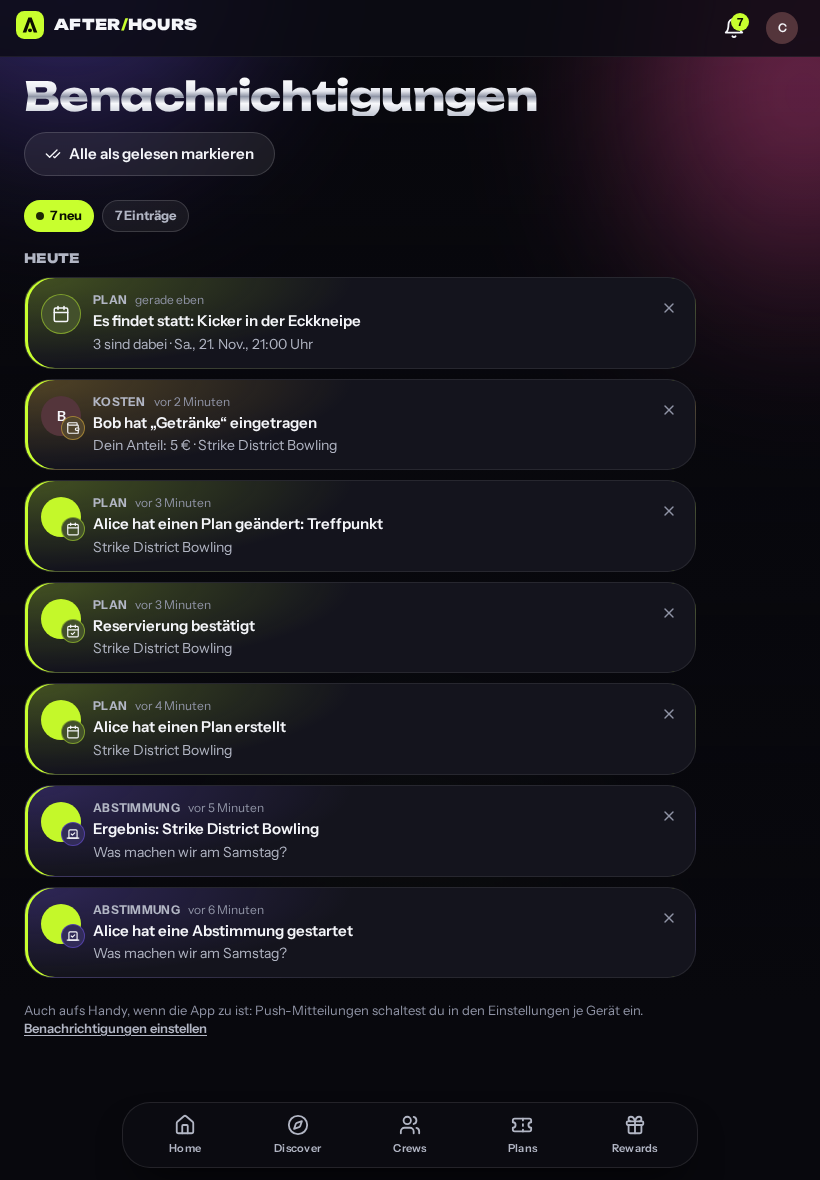 AFTER/HOURS
7
C
Benachrichtigungen
Alle als gelesen markieren
7 neu
7 Einträge
HEUTE
PLAN gerade eben
Es findet statt: Kicker in der Eckkneipe
3 sind dabei · Sa., 21. Nov., 21:00 Uhr
B
KOSTEN vor 2 Minuten
Bob hat „Getränke“ eingetragen
Dein Anteil: 5 € · Strike District Bowling
PLAN vor 3 Minuten
Alice hat einen Plan geändert: Treffpunkt
Strike District Bowling
PLAN vor 3 Minuten
Reservierung bestätigt
Strike District Bowling
PLAN vor 4 Minuten
Alice hat einen Plan erstellt
Strike District Bowling
ABSTIMMUNG vor 5 Minuten
Ergebnis: Strike District Bowling
Was machen wir am Samstag?
ABSTIMMUNG vor 6 Minuten
Alice hat eine Abstimmung gestartet
Was machen wir am Samstag?
Auch aufs Handy, wenn die App zu ist: Push-Mitteilungen schaltest du in den Einstellungen je Gerät ein.
Benachrichtigungen einstellen
Home
Discover
Crews
Plans
Rewards